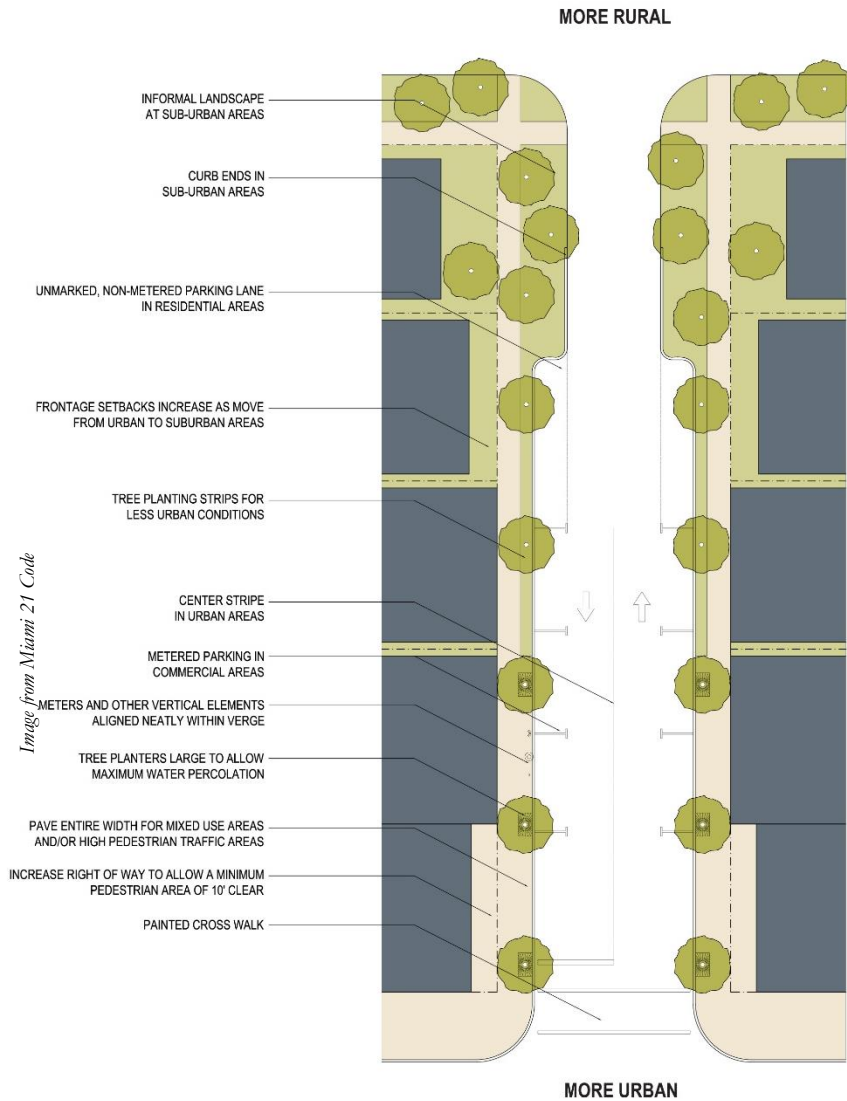 MORE RURAL
INFORMAL LANDSCAPE
AT SUB-URBAN AREAS
CURB ENDS IN
SUB-URBAN AREAS
UNMARKED, NON-METERED PARKING LANE
IN RESIDENTIAL AREAS
FRONTAGE SETBACKS INCREASE AS MOVE
FROM URBAN TO SUBURBAN AREAS
TREE PLANTING STRIPS FOR
LESS URBAN CONDITIONS
CENTER STRIPE
IN URBAN AREAS
METERED PARKING IN
COMMERCIAL AREAS
METERS AND OTHER VERTICAL ELEMENTS
ALIGNED NEATLY WITHIN VERGE
TREE PLANTERS LARGE TO ALLOW
MAXIMUM WATER PERCOLATION
PAVE ENTIRE WIDTH FOR MIXED USE AREAS
AND/OR HIGH PEDESTRIAN TRAFFIC AREAS
INCREASE RIGHT OF WAY TO ALLOW A MINIMUM
PEDESTRIAN AREA OF 10' CLEAR
PAINTED CROSS WALK
Image from Miami 21 Code
MORE URBAN